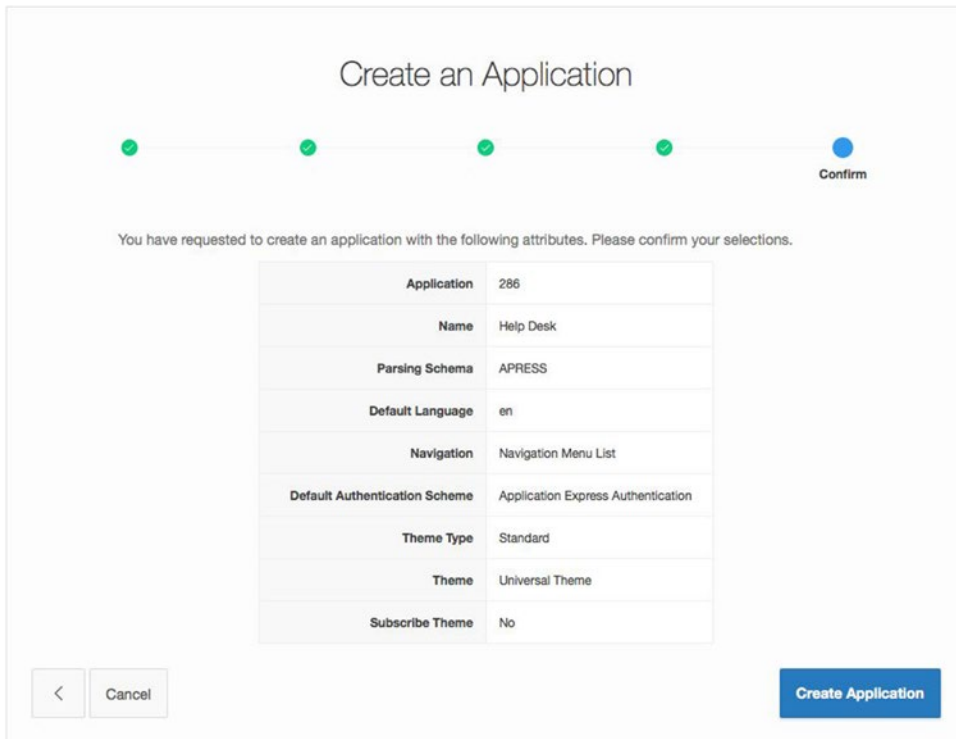 Create an Application
Confirm
You have requested to create an application with the following attributes. Please confirm your selections.
Application 286
Name Help Desk
Parsing Schema APRESS
Default Language en
Navigation Navigation Menu List
Default Authentication Scheme Application Express Authentication
Theme Type Standard
Theme Universal Theme
Subscribe Theme No
Cancel Create Application